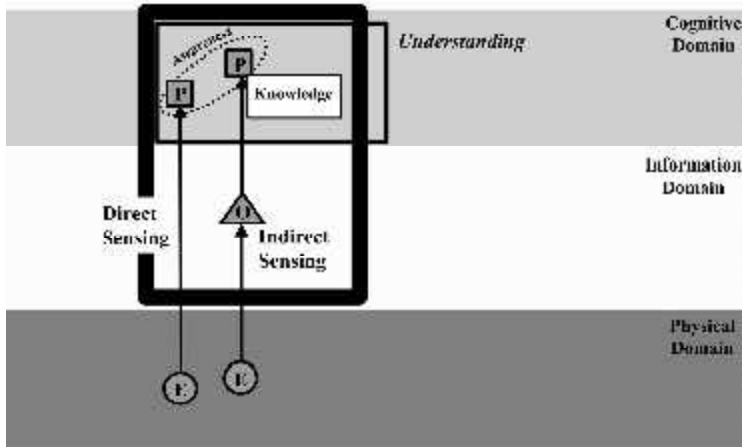 Cognitive
Domain
Understanding
Awareness
P
P
Knowledge
Information
Domain
Direct
Sensing
O
Indirect
Sensing
Physical
Domain
E
E